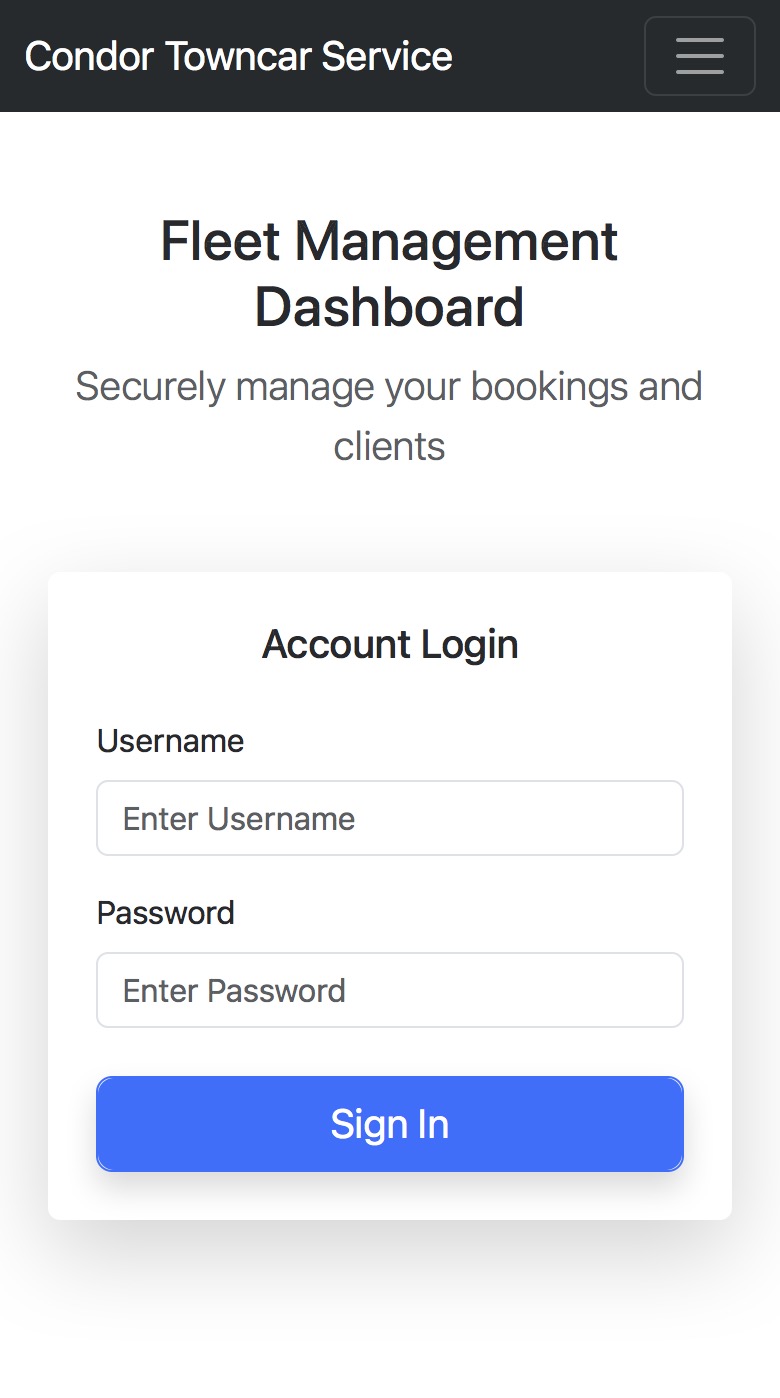 Condor Towncar Service
Fleet Management
Dashboard
Securely manage your bookings and
clients
Account Login
Username
Enter Username
Password
Enter Password
Sign In